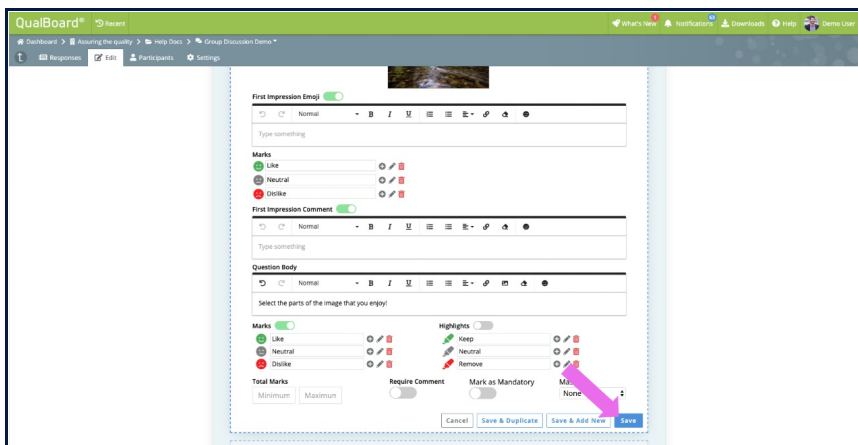 QualBoard® Recent What's New 1 Notifications Downloads Help Demo User
Dashboard > Assuring the quality > Help Docs > Group Discussion Demo
Responses Edit Participants Settings
First Impression Emoji
Normal B I U
Type something
Marks
Like
Neutral
Dislike
First Impression Comment
Normal B I U
Type something
Question Body
Normal B I U
Select the parts of the image that you enjoy!
Marks Highlights
Like Keep
Neutral Neutral
Dislike Remove
Total Marks Require Comment Mark as Mandatory
Minimum Maximum None
Cancel Save & Duplicate Save & Add New Save